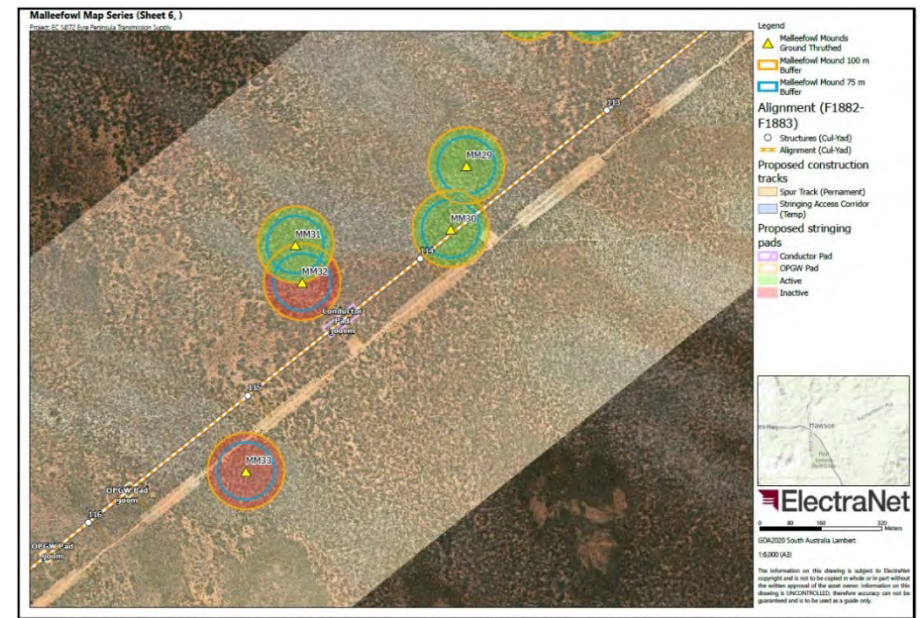 Malleefowl Map Series (Sheet 6, )
Project: EC 14172 Eyre Peninsula Transmission Supply
113
MM29
MM30
MM31
114
MM32
Conductor
Pad
115
MM33
OPGW Pad
116
OPGW Pad
Legend
Malleefowl Mounds
Ground Thruthed
Malleefowl Mound 100 m
Buffer
Malleefowl Mound 75 m
Buffer
Alignment (F1882-
F1883)
Structures (Cul-Yad)
Alignment (Cul-Yad)
Proposed construction
tracks
Spur Track (Pernament)
Stringing Access Corridor
(Temp)
Proposed stringing
pads
Conductor Pad
OPGW Pad
Active
Inactive
Hawson
ElectraNet
0 80 160 320
Meters
GDA2020 South Australia Lambert
1:6,000 (A3)
The information on this drawing is subject to ElectraNet
copyright and is not to be copied in whole or in part without
the written approval of the asset owner. Information on this
drawing is UNCONTROLLED, therefore accuracy can not be
guaranteed and is to be used as a guide only.